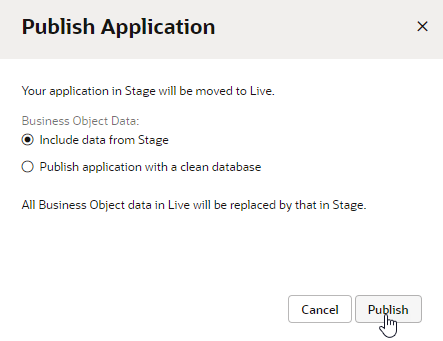 Publish Application
Your application in Stage will be moved to Live.
Business Object Data:
Include data from Stage
Publish application with a clean database
All Business Object data in Live will be replaced by that in Stage.
Cancel
Publish